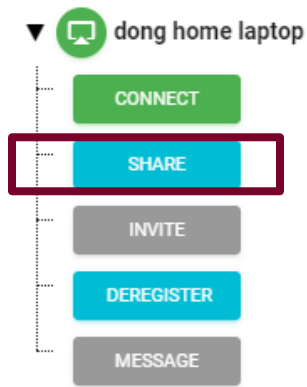 dong home laptop
CONNECT
SHARE
INVITE
DEREGISTER
MESSAGE